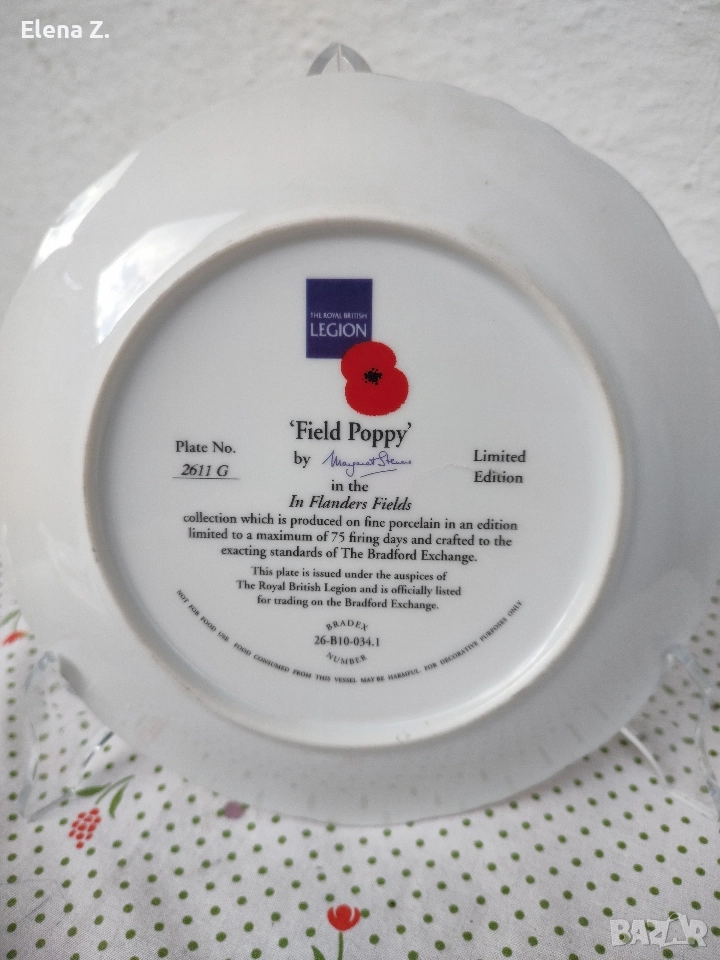 Elena Z.
THE ROYAL BRITISH
LEGION
'Field Poppy'
Plate No.
2611 G
by Margaret Stevens
Limited
Edition
in the
In Flanders Fields
collection which is produced on fine porcelain in an edition
limited to a maximum of 75 firing days and crafted to the
exacting standards of The Bradford Exchange.
This plate is issued under the auspices of
The Royal British Legion and is officially listed
for trading on the Bradford Exchange.
BRADEX
26-B10-034.1
NUMBER
NOT FOR FOOD USE FOOD CONSUMED FROM THIS VESSEL MAY BE HARMFUL. FOR DECORATIVE PURPOSES ONLY.
BAZAR